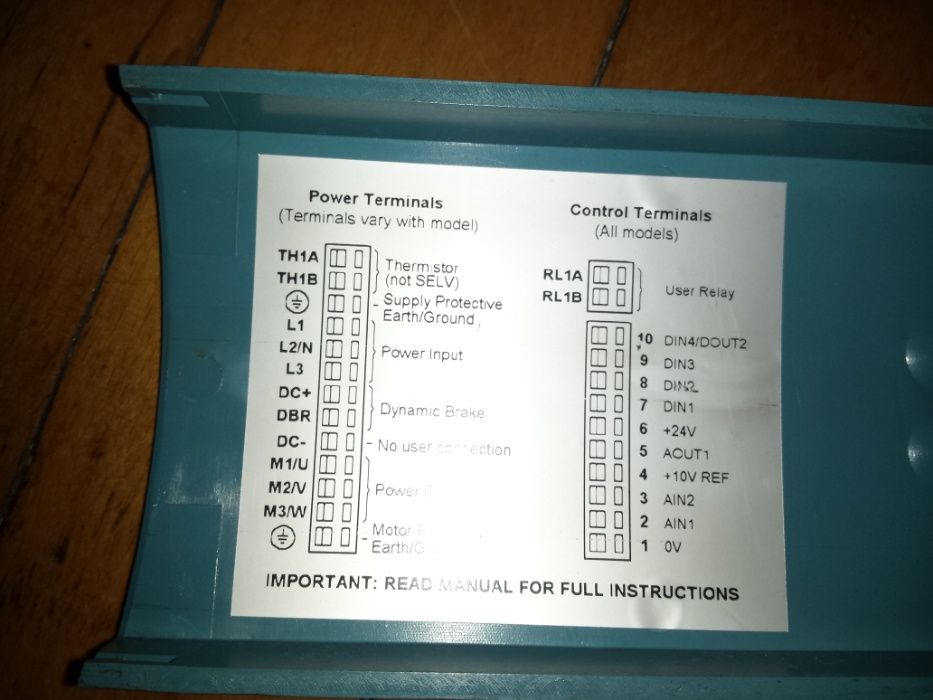 Power Terminals
(Terminals vary with model)
TH1A
TH1B
Thermistor
(not SELV)
Supply Protective
Earth/Ground
L1
L2/N
L3
Power Input
DC+
DBR
Dynamic Brake
DC-
No user connection
M1/U
M2/V
M3/W
Power
Motor
Earth/G
Control Terminals
(All models)
RL1A
RL1B
User Relay
10 DIN4/DOUT2
9 DIN3
8 DIN2
7 DIN1
6 +24V
5 AOUT1
4 +10V REF
3 AIN2
2 AIN1
1 0V
IMPORTANT: READ MANUAL FOR FULL INSTRUCTIONS